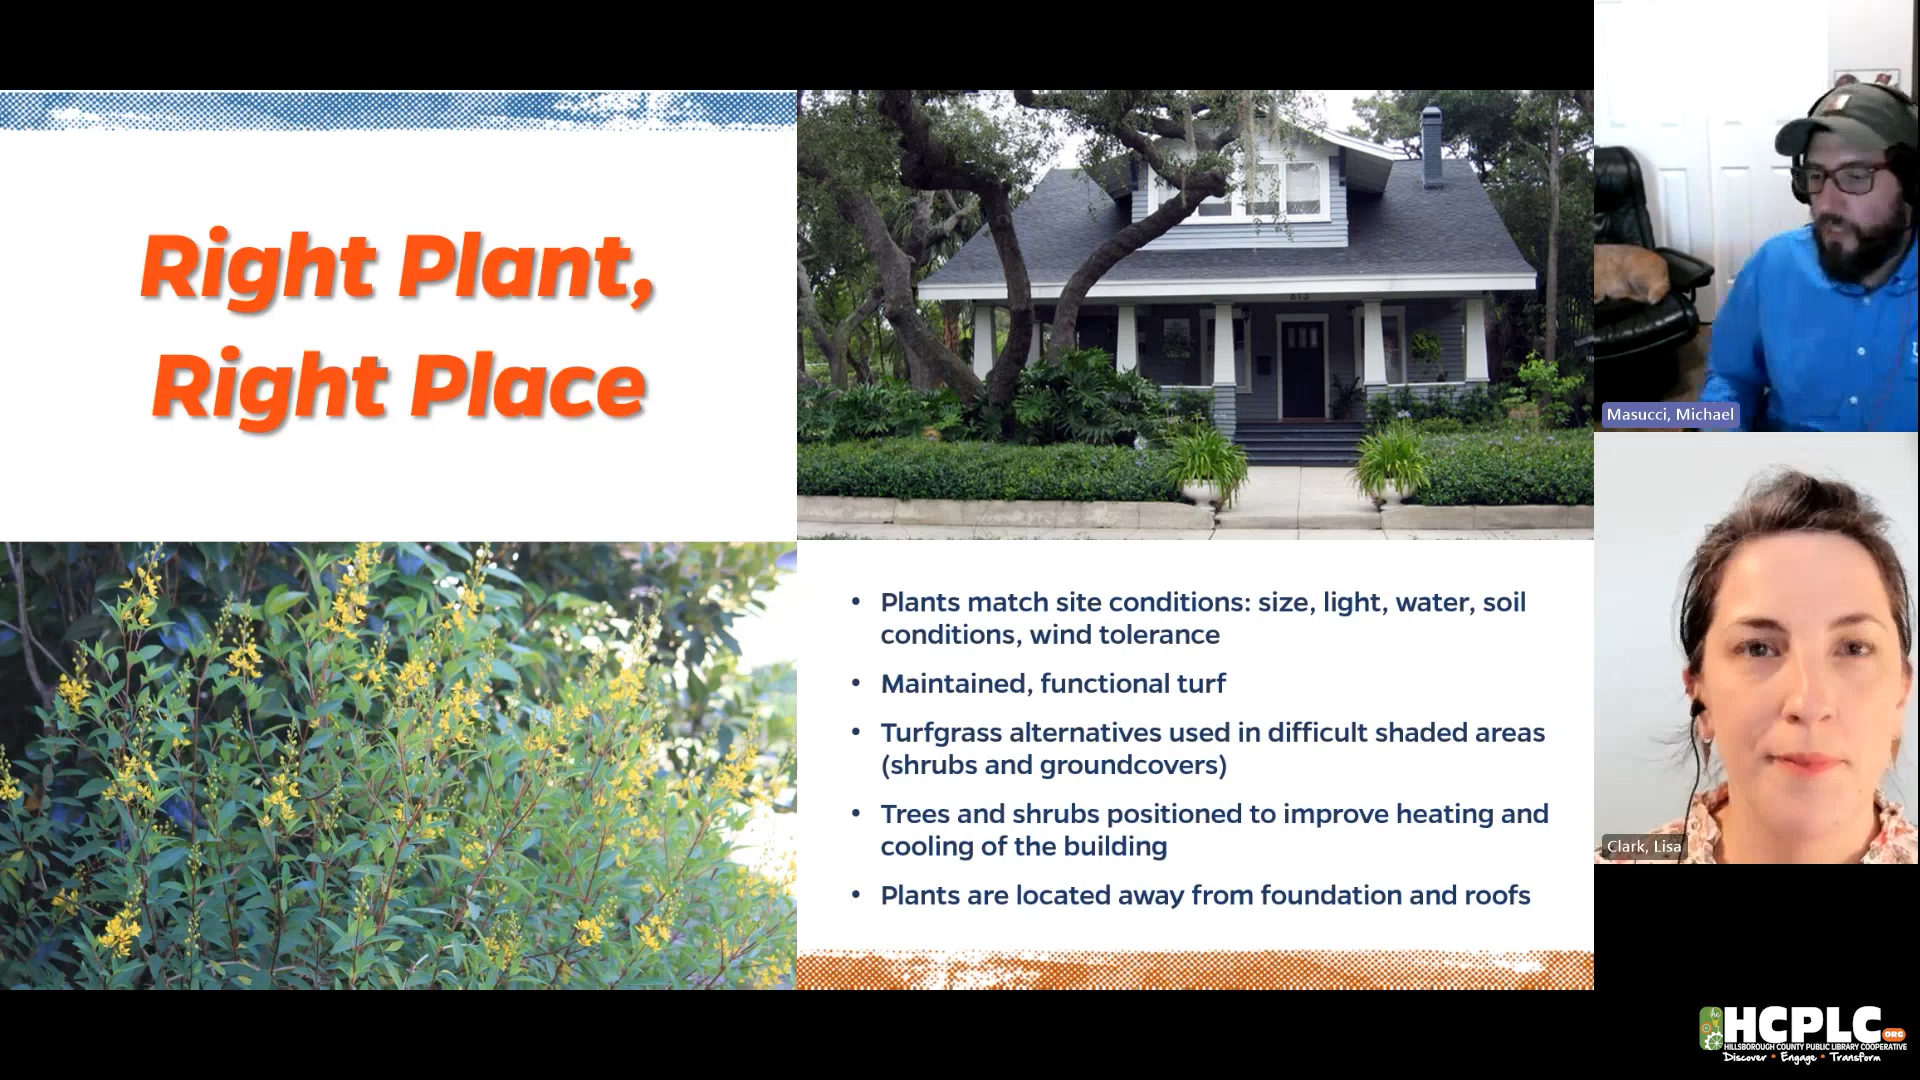 Right Plant,
Right Place
• Plants match site conditions: size, light, water, soil
conditions, wind tolerance
• Maintained, functional turf
• Turfgrass alternatives used in difficult shaded areas
(shrubs and groundcovers)
• Trees and shrubs positioned to improve heating and
cooling of the building
• Plants are located away from foundation and roofs
Masucci, Michael
Clark, Lisa
HCPLC.ORG
HILLSBOROUGH COUNTY PUBLIC LIBRARY COOPERATIVE
Discover • Engage • Transform